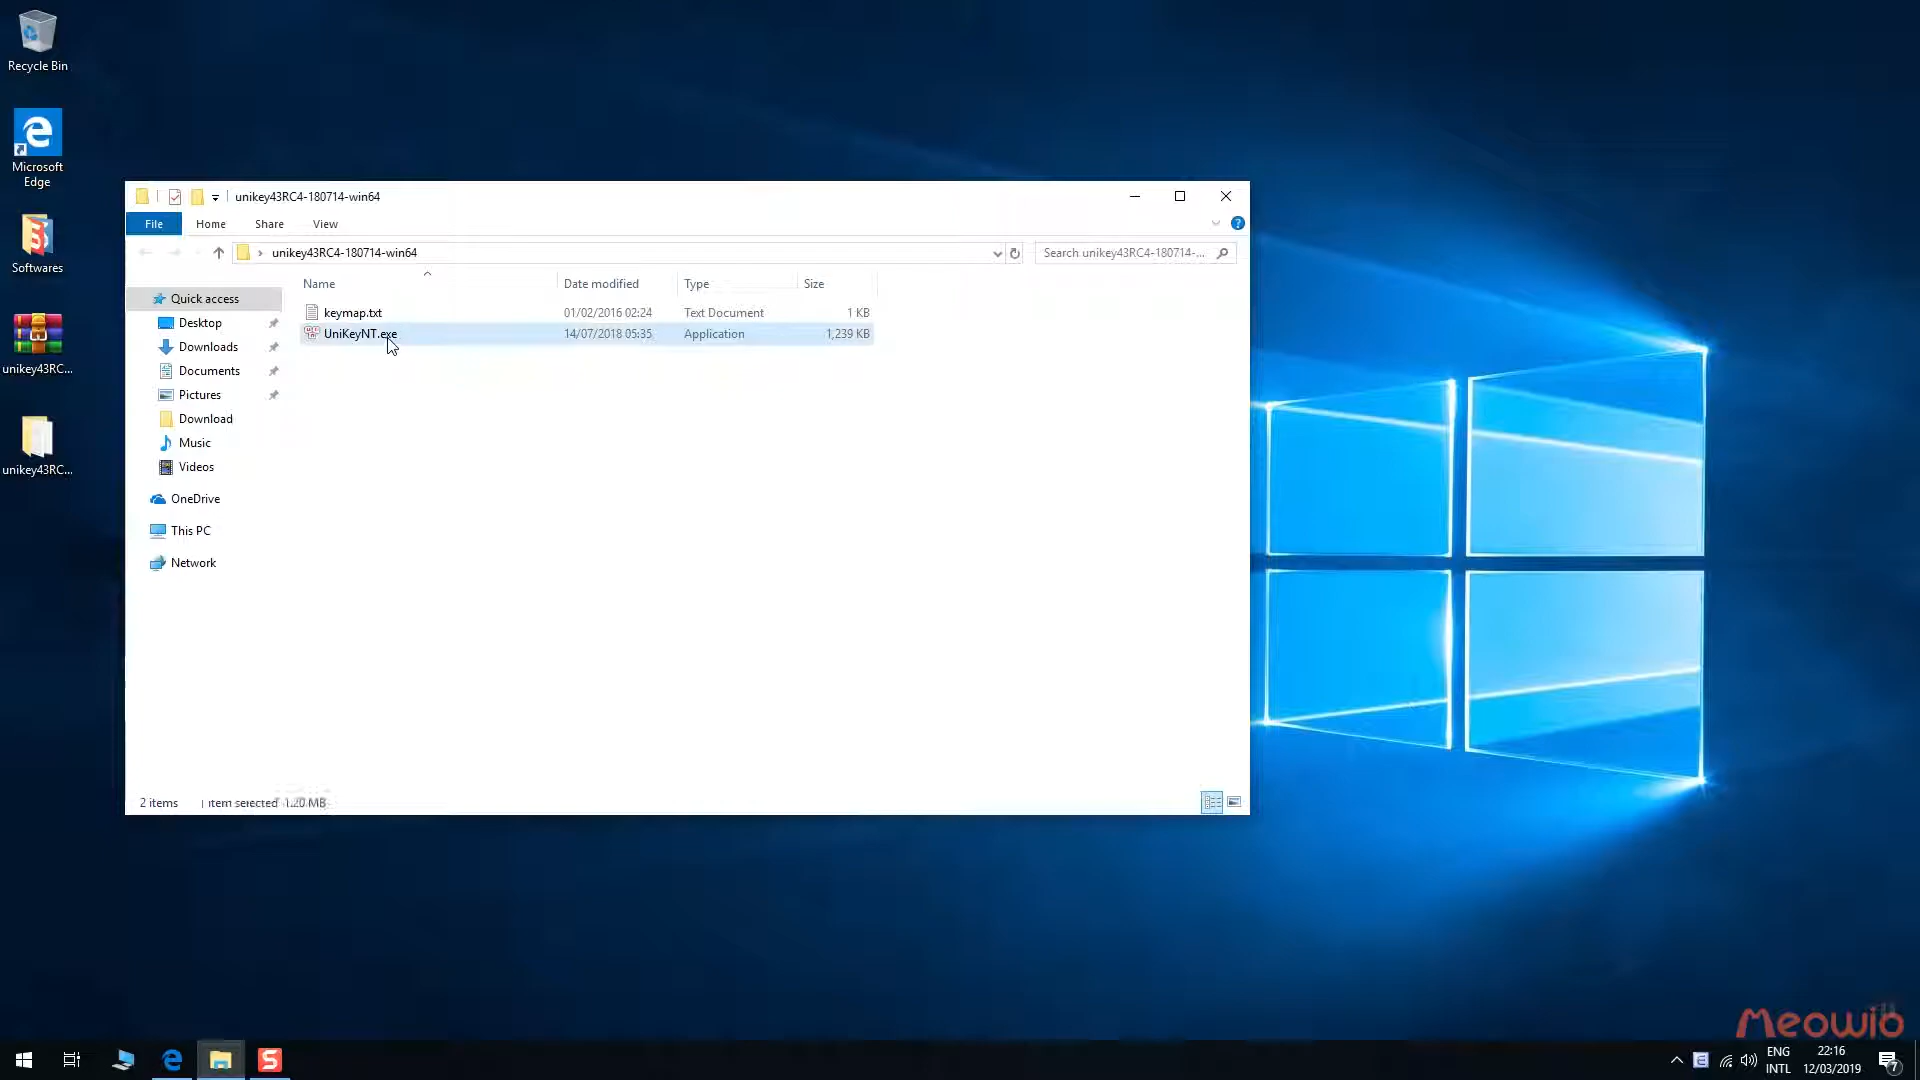 Recycle Bin
Microsoft
Edge
Softwares
unikey43RC...
unikey43RC...
unikey43RC4-180714-win64
File
Home
Share
View
?
unikey43RC4-180714-win64
Search unikey43RC4-180714-...
Name
Date modified
Type
Size
keymap.txt
01/02/2016 02:24
Text Document
1 KB
UniKeyNT.exe
14/07/2018 05:35
Application
1,239 KB
Quick access
Desktop
Downloads
Documents
Pictures
Download
Music
Videos
OneDrive
This PC
Network
2 items
1 item selected 1.20 MB
Meowio
ENG
INTL
22:16
12/03/2019
7